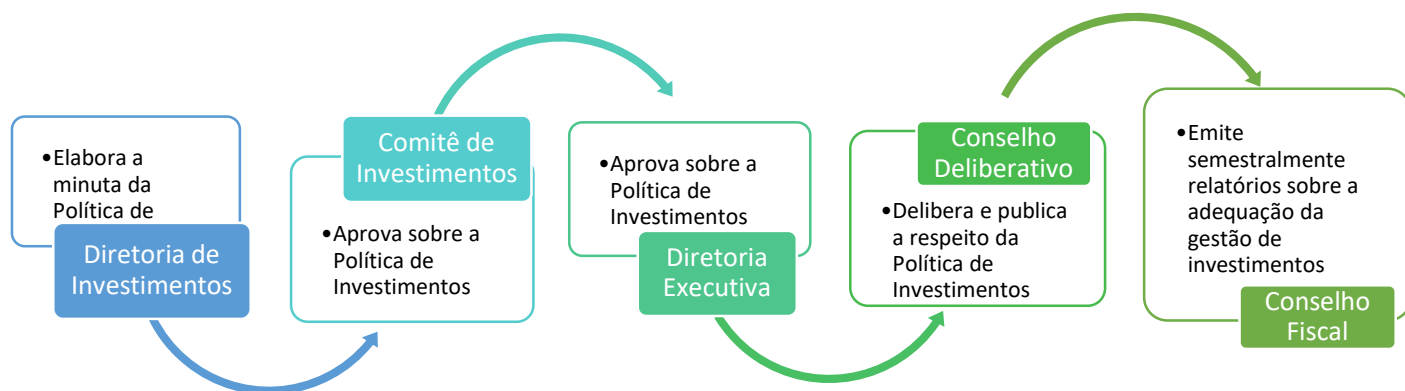 •Elabora a
minuta da
Política de
Diretoria de
Investimentos
Comitê de
Investimentos
•Aprova sobre a
Política de
Investimentos
•Aprova sobre a
Política de
Investimentos
Diretoria
Executiva
Conselho
Deliberativo
•Delibera e publica
a respeito da
Política de
Investimentos
•Emite
semestralmente
relatórios sobre a
adequação da
gestão de
investimentos
Conselho
Fiscal